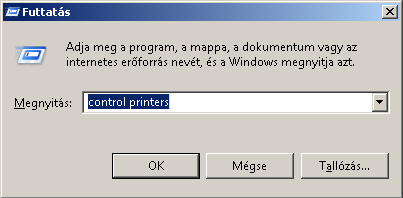 Futtatás
Adja meg a program, a mappa, a dokumentum vagy az
internetes erőforrás nevét, és a Windows megnyitja azt.
Megnyitás: control printers
OK Mégse Tallózás...